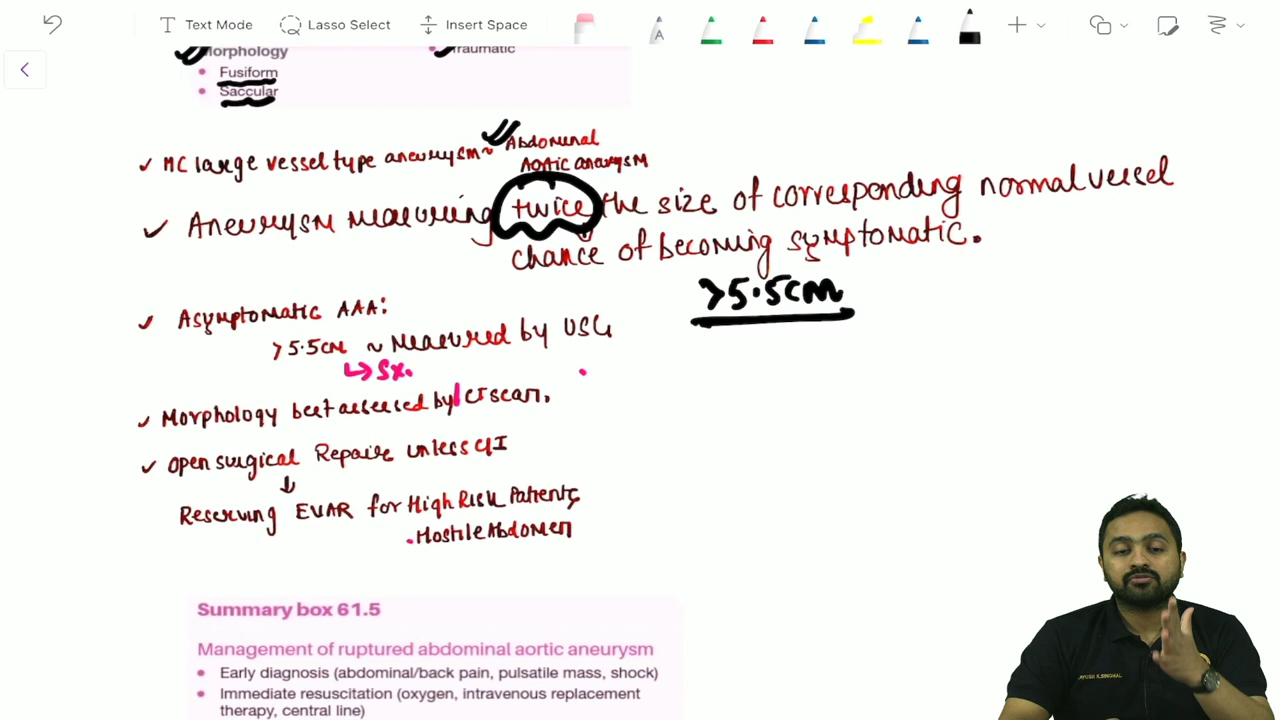 Text Mode
Lasso Select
Insert Space
A
Morphology
Traumatic
Fusiform
Saccular
MC large vessel type aneurysm ~ Abdominal
Aortic aneurysm
Aneurysm measuring twice the size of corresponding normal vessel
chance of becoming symptomatic.
>5.5cm
Asymptomatic AAA:
>5.5cm ~ Measured by USG
↳ Sx.
Morphology best assessed by CT scan.
Open surgical Repair unless C/I
Reserving EVAR for High Risk Patients
. Hostile Abdomen
Summary box 61.5
Management of ruptured abdominal aortic aneurysm
Early diagnosis (abdominal/back pain, pulsatile mass, shock)
Immediate resuscitation (oxygen, intravenous replacement
therapy, central line)